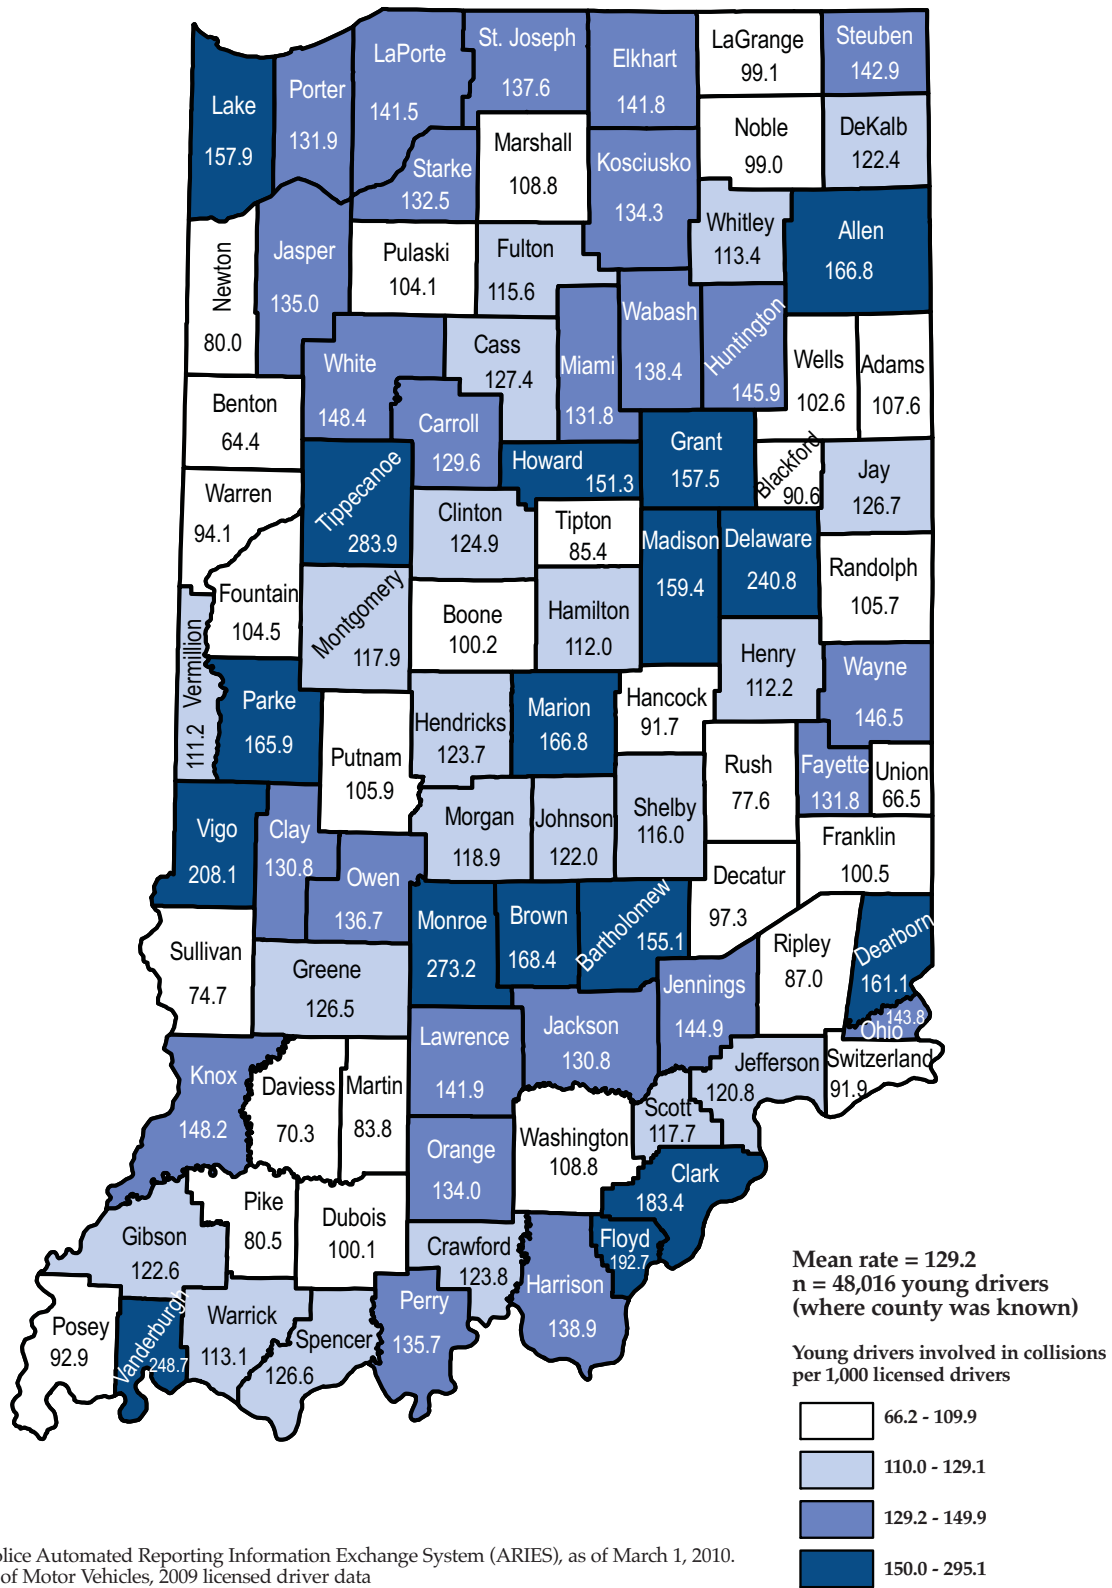 LaPorte
141.5
St. Joseph
137.6
Elkhart
141.8
LaGrange
99.1
Steuben
142.9
Lake
157.9
Porter
131.9
Starke
132.5
Marshall
108.8
Kosciusko
134.3
Noble
99.0
DeKalb
122.4
Whitley
113.4
Allen
166.8
Newton
80.0
Jasper
135.0
Pulaski
104.1
Fulton
115.6
White
148.4
Cass
127.4
Miami
131.8
Wabash
138.4
Huntington
145.9
Wells
102.6
Adams
107.6
Benton
64.4
Carroll
129.6
Howard
151.3
Grant
157.5
Blackford
90.6
Jay
126.7
Warren
94.1
Tippecanoe
283.9
Clinton
124.9
Tipton
85.4
Madison
159.4
Delaware
240.8
Randolph
105.7
Fountain
104.5
Montgomery
117.9
Boone
100.2
Hamilton
112.0
Henry
112.2
Wayne
146.5
Vermillion
111.2
Parke
165.9
Putnam
105.9
Hendricks
123.7
Marion
166.8
Hancock
91.7
Rush
77.6
Fayette
131.8
Union
66.5
Vigo
208.1
Clay
130.8
Owen
136.7
Morgan
118.9
Johnson
122.0
Shelby
116.0
Decatur
97.3
Franklin
100.5
Sullivan
74.7
Greene
126.5
Monroe
273.2
Brown
168.4
Bartholomew
155.1
Jennings
144.9
Ripley
87.0
Dearborn
161.1
143.8
Ohio
Knox
148.2
Daviess
70.3
Martin
83.8
Lawrence
141.9
Jackson
130.8
Jefferson
120.8
Switzerland
91.9
Scott
117.7
Orange
134.0
Washington
108.8
Clark
183.4
Gibson
122.6
Pike
80.5
Dubois
100.1
Crawford
123.8
Harrison
138.9
Floyd
192.7
Posey
92.9
Vanderburgh
248.7
Warrick
113.1
Spencer
126.6
Perry
135.7
Mean rate = 129.2
n = 48,016 young drivers
(where county was known)
Young drivers involved in collisions
per 1,000 licensed drivers
66.2 - 109.9
110.0 - 129.1
129.2 - 149.9
150.0 - 295.1
lice Automated Reporting Information Exchange System (ARIES), as of March 1, 2010.
of Motor Vehicles, 2009 licensed driver data